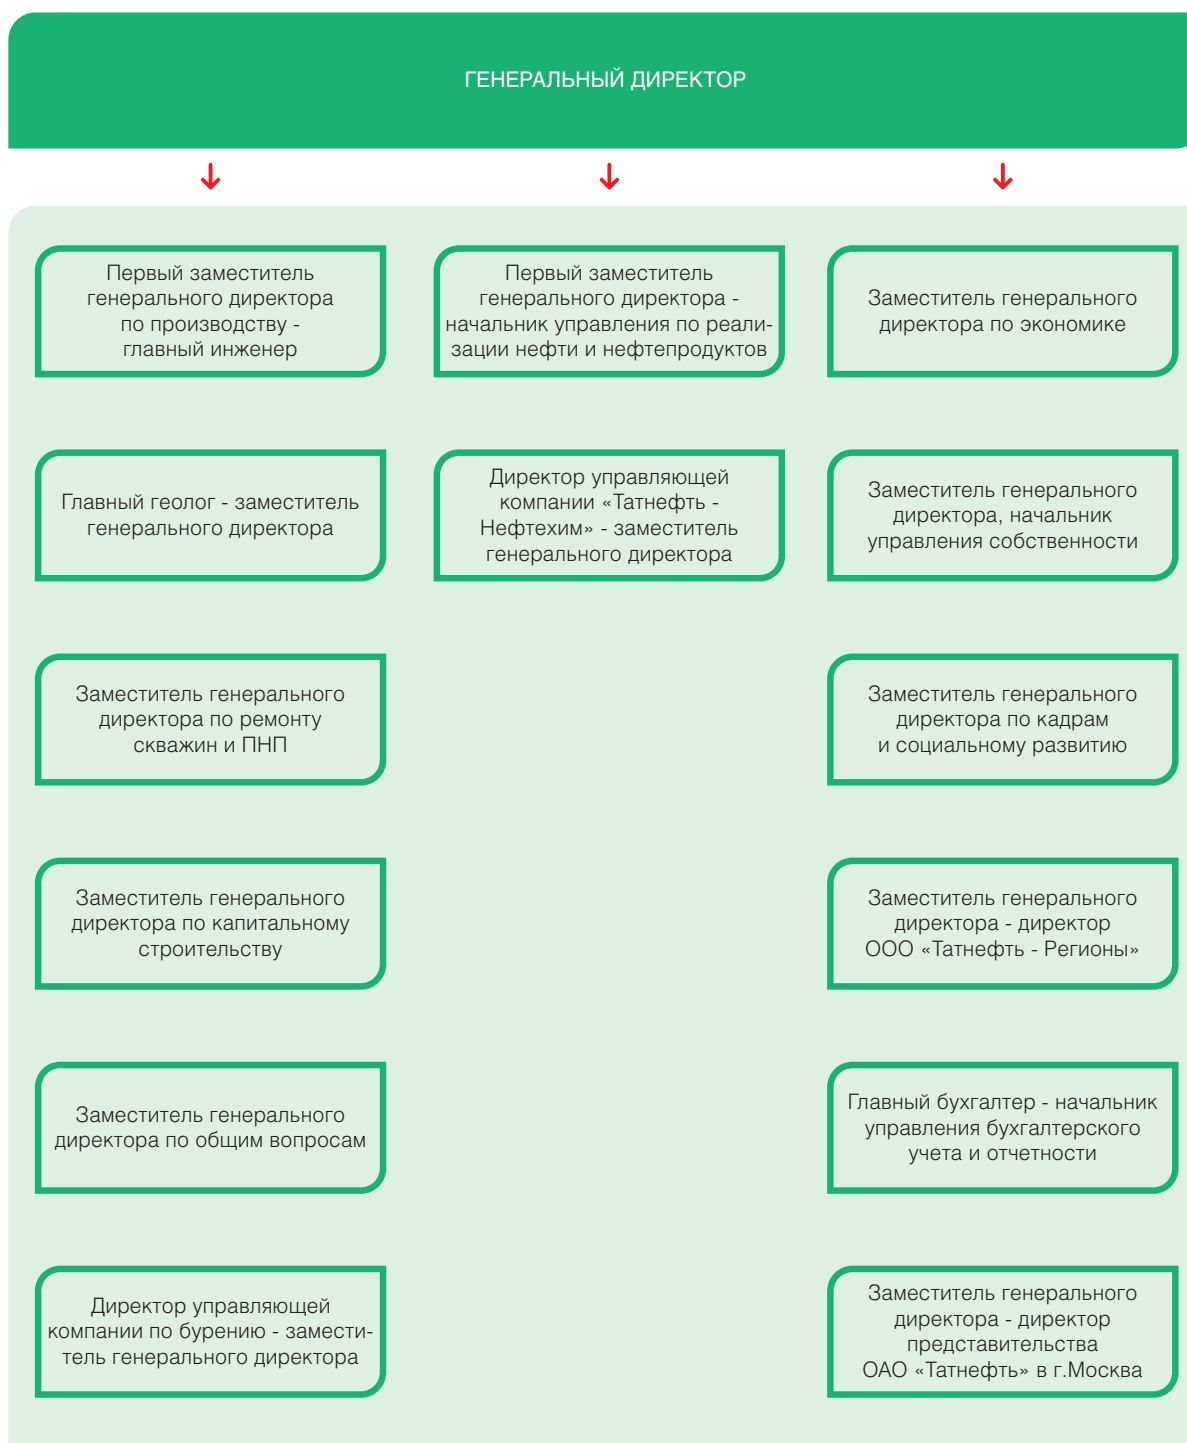 ГЕНЕРАЛЬНЫЙ ДИРЕКТОР
Первый заместитель
генерального директора
по производству -
главный инженер
Первый заместитель
генерального директора -
начальник управления по реали-
зации нефти и нефтепродуктов
Заместитель генерального
директора по экономике
Главный геолог - заместитель
генерального директора
Директор управляющей
компании «Татнефть -
Нефтехим» - заместитель
генерального директора
Заместитель генерального
директора, начальник
управления собственности
Заместитель генерального
директора по ремонту
скважин и ПНП
Заместитель генерального
директора по кадрам
и социальному развитию
Заместитель генерального
директора по капитальному
строительству
Заместитель генерального
директора - директор
ООО «Татнефть - Регионы»
Заместитель генерального
директора по общим вопросам
Главный бухгалтер - начальник
управления бухгалтерского
учета и отчетности
Директор управляющей
компании по бурению - замести-
тель генерального директора
Заместитель генерального
директора - директор
представительства
ОАО «Татнефть» в г.Москва